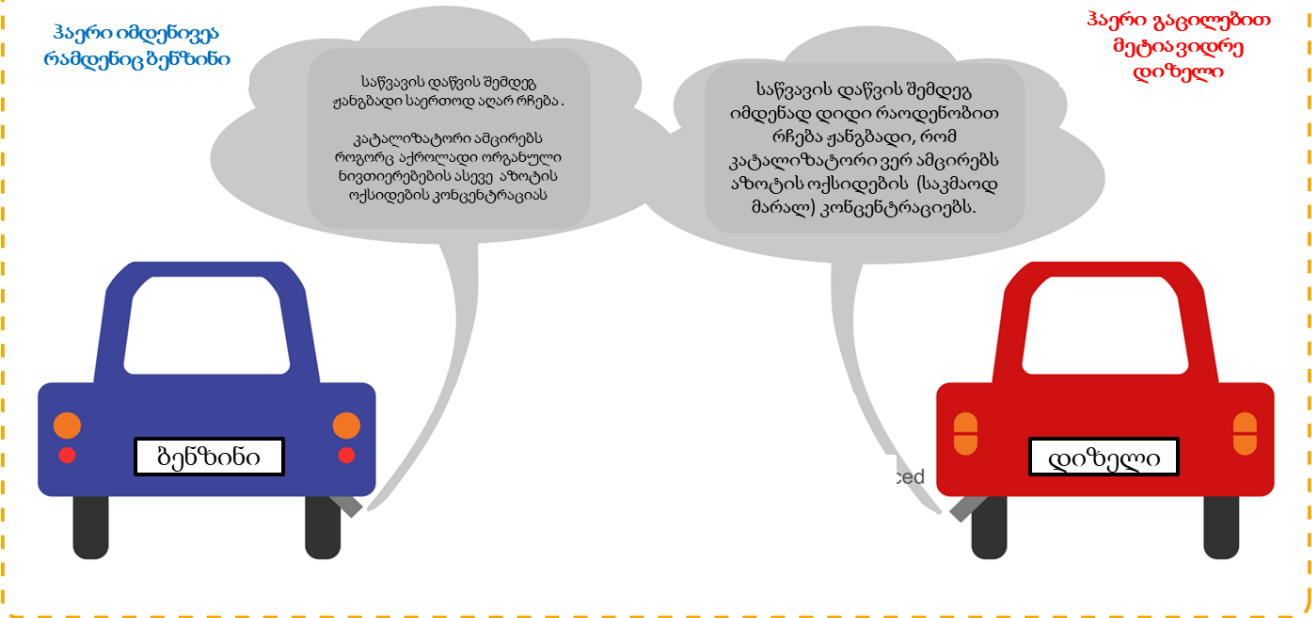 ჰაერი იმდენივეა
რამდენიც ბენზინი
საწვავის დაწვის შემდეგ
ჟანგბადი საერთოდ აღარ რჩება .
კატალიზატორი ამცირებს
როგორც აქროლადი ორგანული
ნივთიერებების ასევე აზოტის
ოქსიდების კონცენტრაციას
ჰაერი გაცილებით
მეტია ვიდრე
დიზელი
საწვავის დაწვის შემდეგ
იმდენად დიდი რაოდენობით
რჩება ჟანგბადი, რომ
კატალიზატორი ვერ ამცირებს
აზოტის ოქსიდების (საკმაოდ
მარალ) კონცენტრაციებს.
ბენზინი
ced
დიზელი